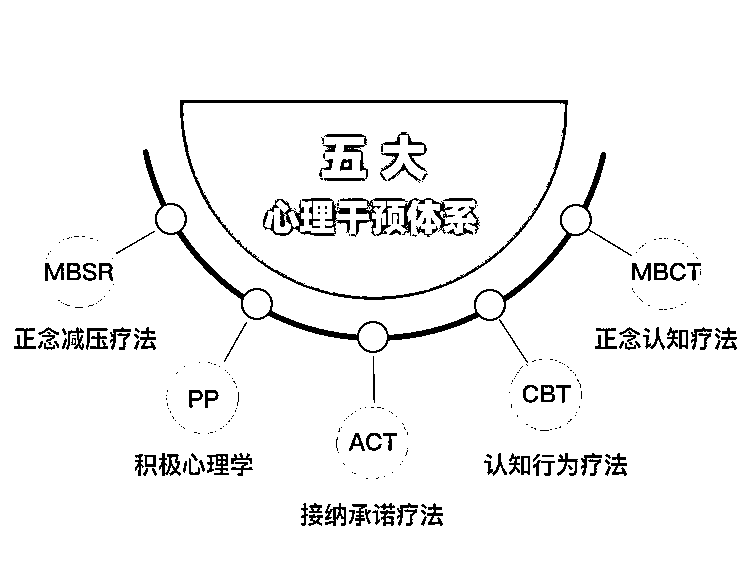 五大
心理干预体系
MBSR
正念减压疗法
PP
积极心理学
ACT
接纳承诺疗法
CBT
认知行为疗法
MBCT
正念认知疗法